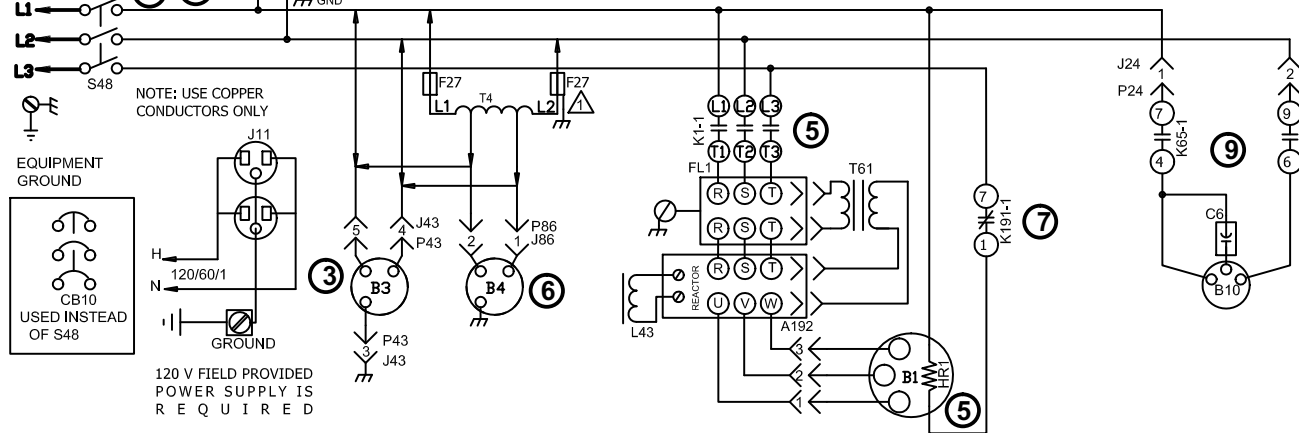 GND
L1
L2
L3
S48
NOTE: USE COPPER
CONDUCTORS ONLY
EQUIPMENT
GROUND
CB10
USED INSTEAD
OF S48
J11
H
N
120/60/1
GROUND
120 V FIELD PROVIDED
POWER SUPPLY IS
REQUIRED
F27
L1
T4
L2
F27
1
5
4
J43
P43
3
B3
P43
3
J43
2
1
P86
J86
B4
6
L1 L2 L3
K1-1
5
T1 T2 T3
FL1
R S T
R S T
T61
REACTOR
R S T
U V W
L43
A192
3
2
1
B1
HR1
5
7
K191-1
1
7
J24
1
P24
7
K65-1
4
9
2
9
6
C6
B10